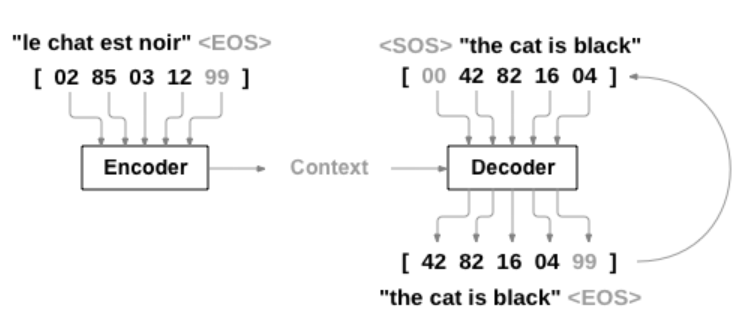 "le chat est noir" <EOS>
[ 02 85 03 12 99 ]
Encoder
Context
<SOS> "the cat is black"
[ 00 42 82 16 04 ]
Decoder
[ 42 82 16 04 99 ]
"the cat is black" <EOS>